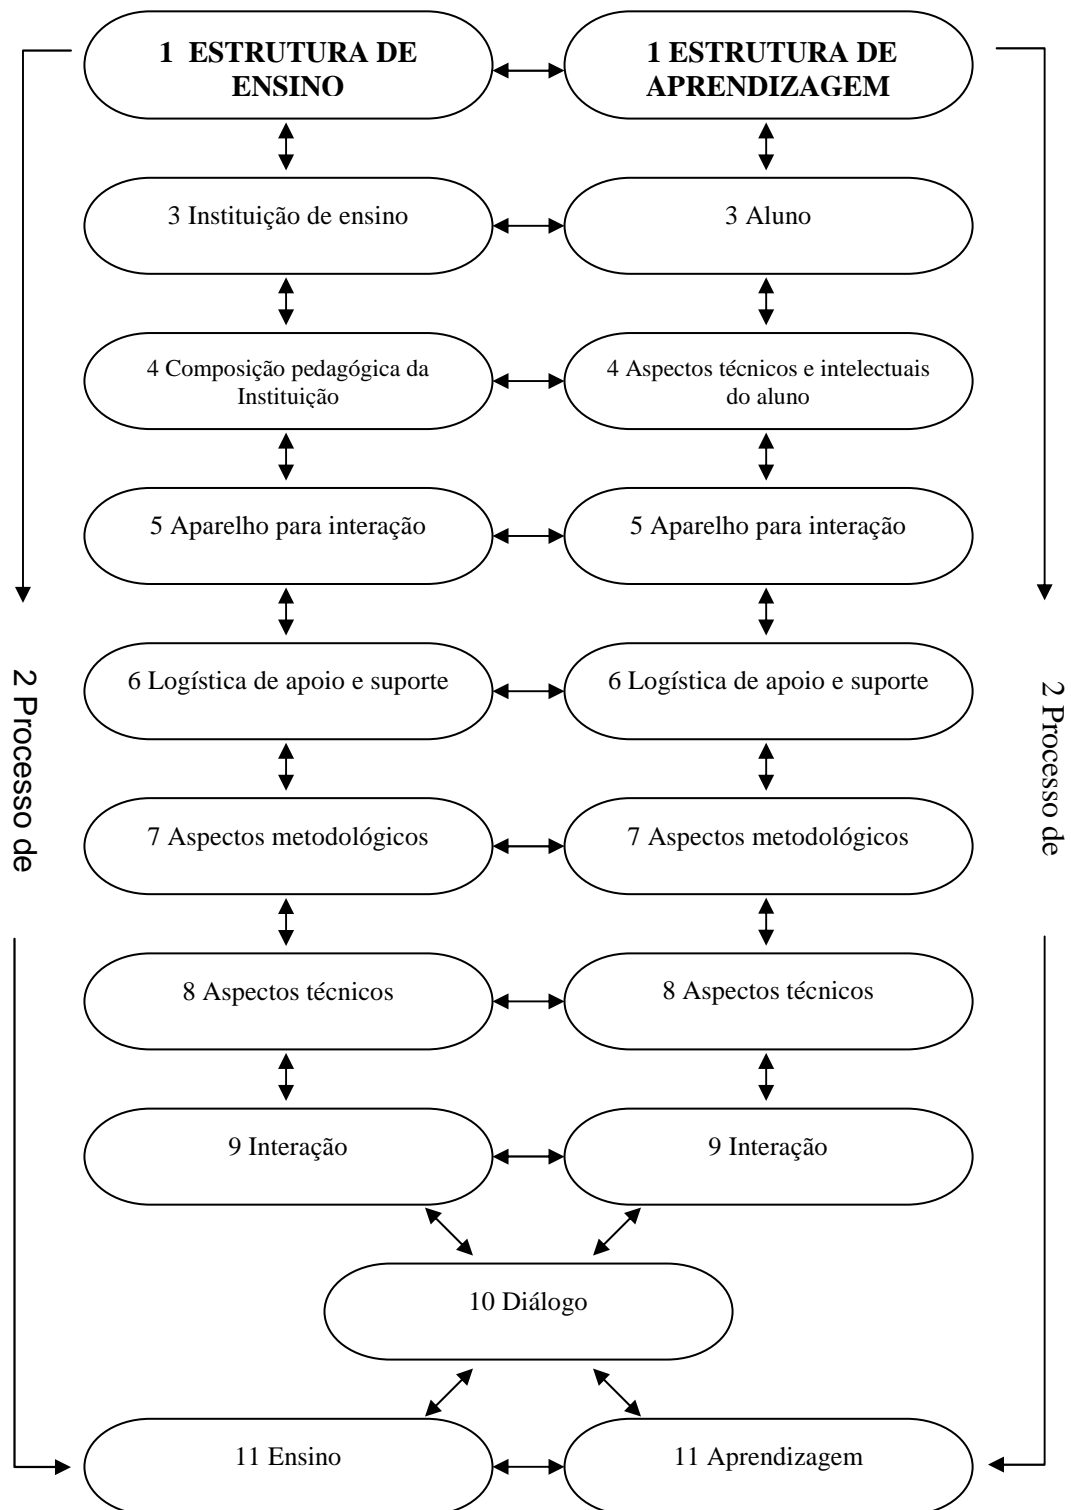 1 ESTRUTURA DE
ENSINO
1 ESTRUTURA DE
APRENDIZAGEM
3 Instituição de ensino
3 Aluno
4 Composição pedagógica da
Instituição
4 Aspectos técnicos e intelectuais
do aluno
5 Aparelho para interação
5 Aparelho para interação
6 Logística de apoio e suporte
6 Logística de apoio e suporte
2 Processo de
2 Processo de
7 Aspectos metodológicos
7 Aspectos metodológicos
8 Aspectos técnicos
8 Aspectos técnicos
9 Interação
9 Interação
10 Diálogo
11 Ensino
11 Aprendizagem